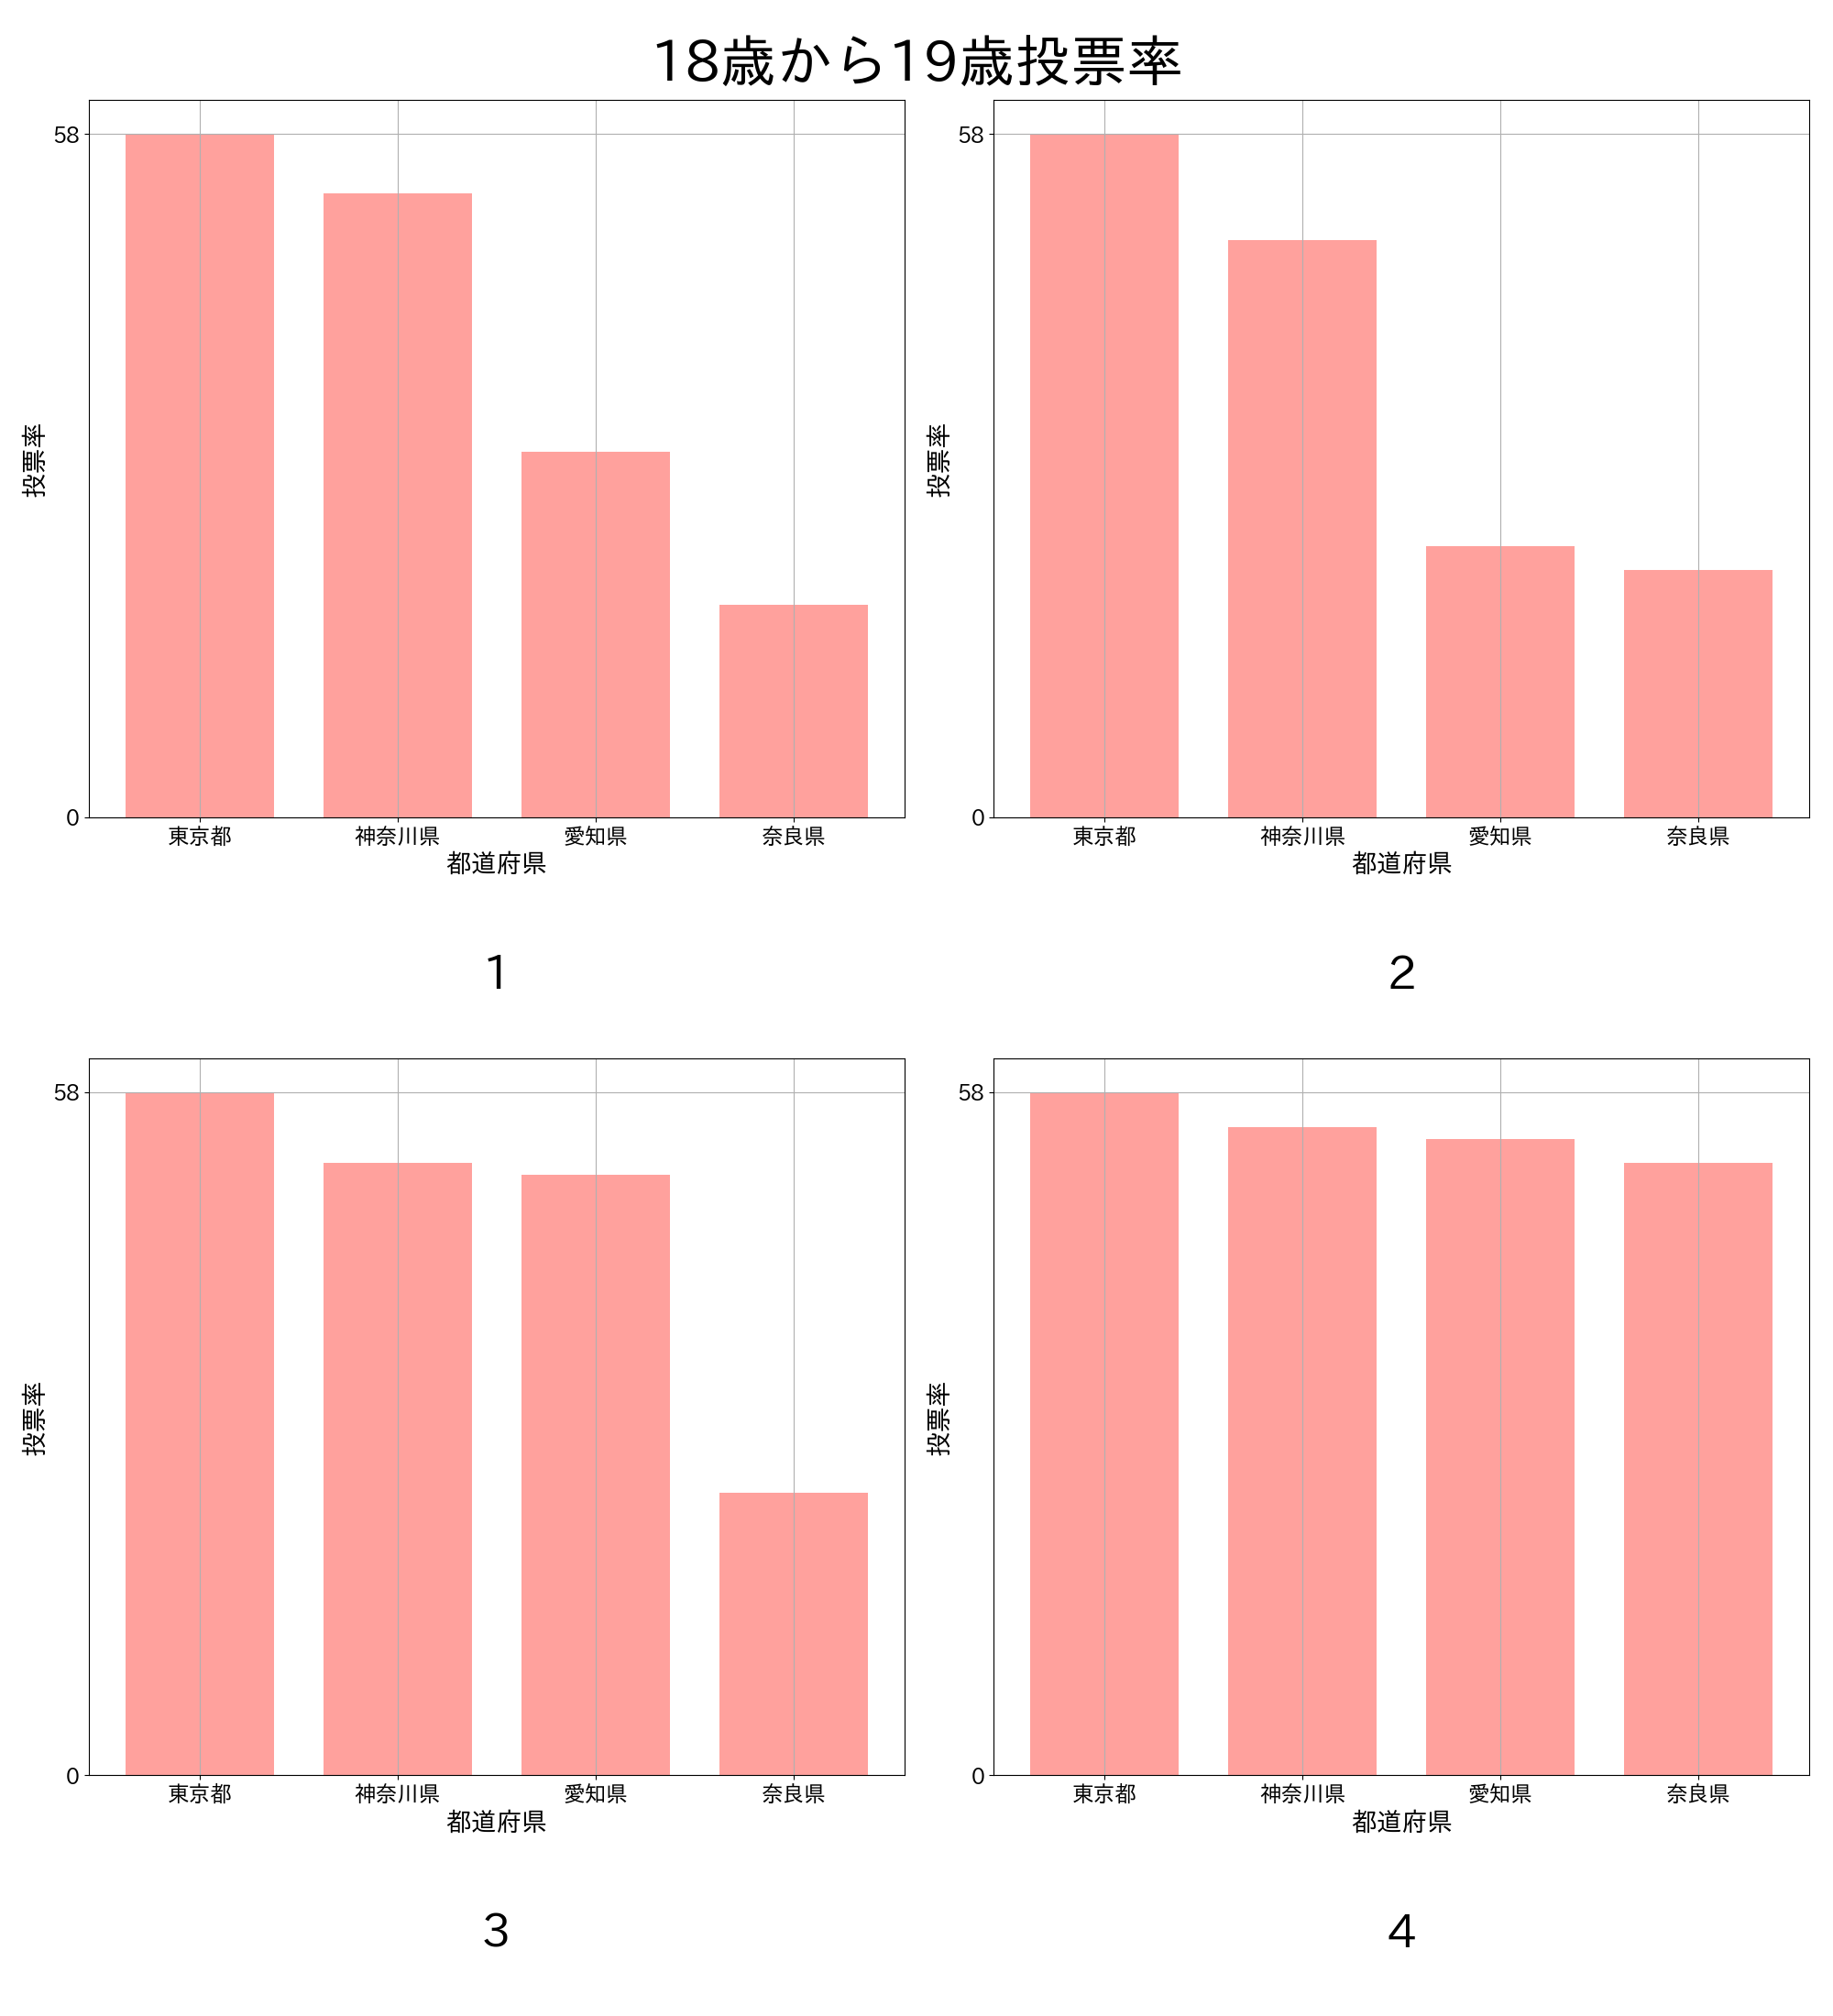 18歳から19歳投票率
58
0
投票率
東京都 神奈川県 愛知県 奈良県
都道府県
1
58
0
投票率
東京都 神奈川県 愛知県 奈良県
都道府県
2
58
0
投票率
東京都 神奈川県 愛知県 奈良県
都道府県
3
58
0
投票率
東京都 神奈川県 愛知県 奈良県
都道府県
4